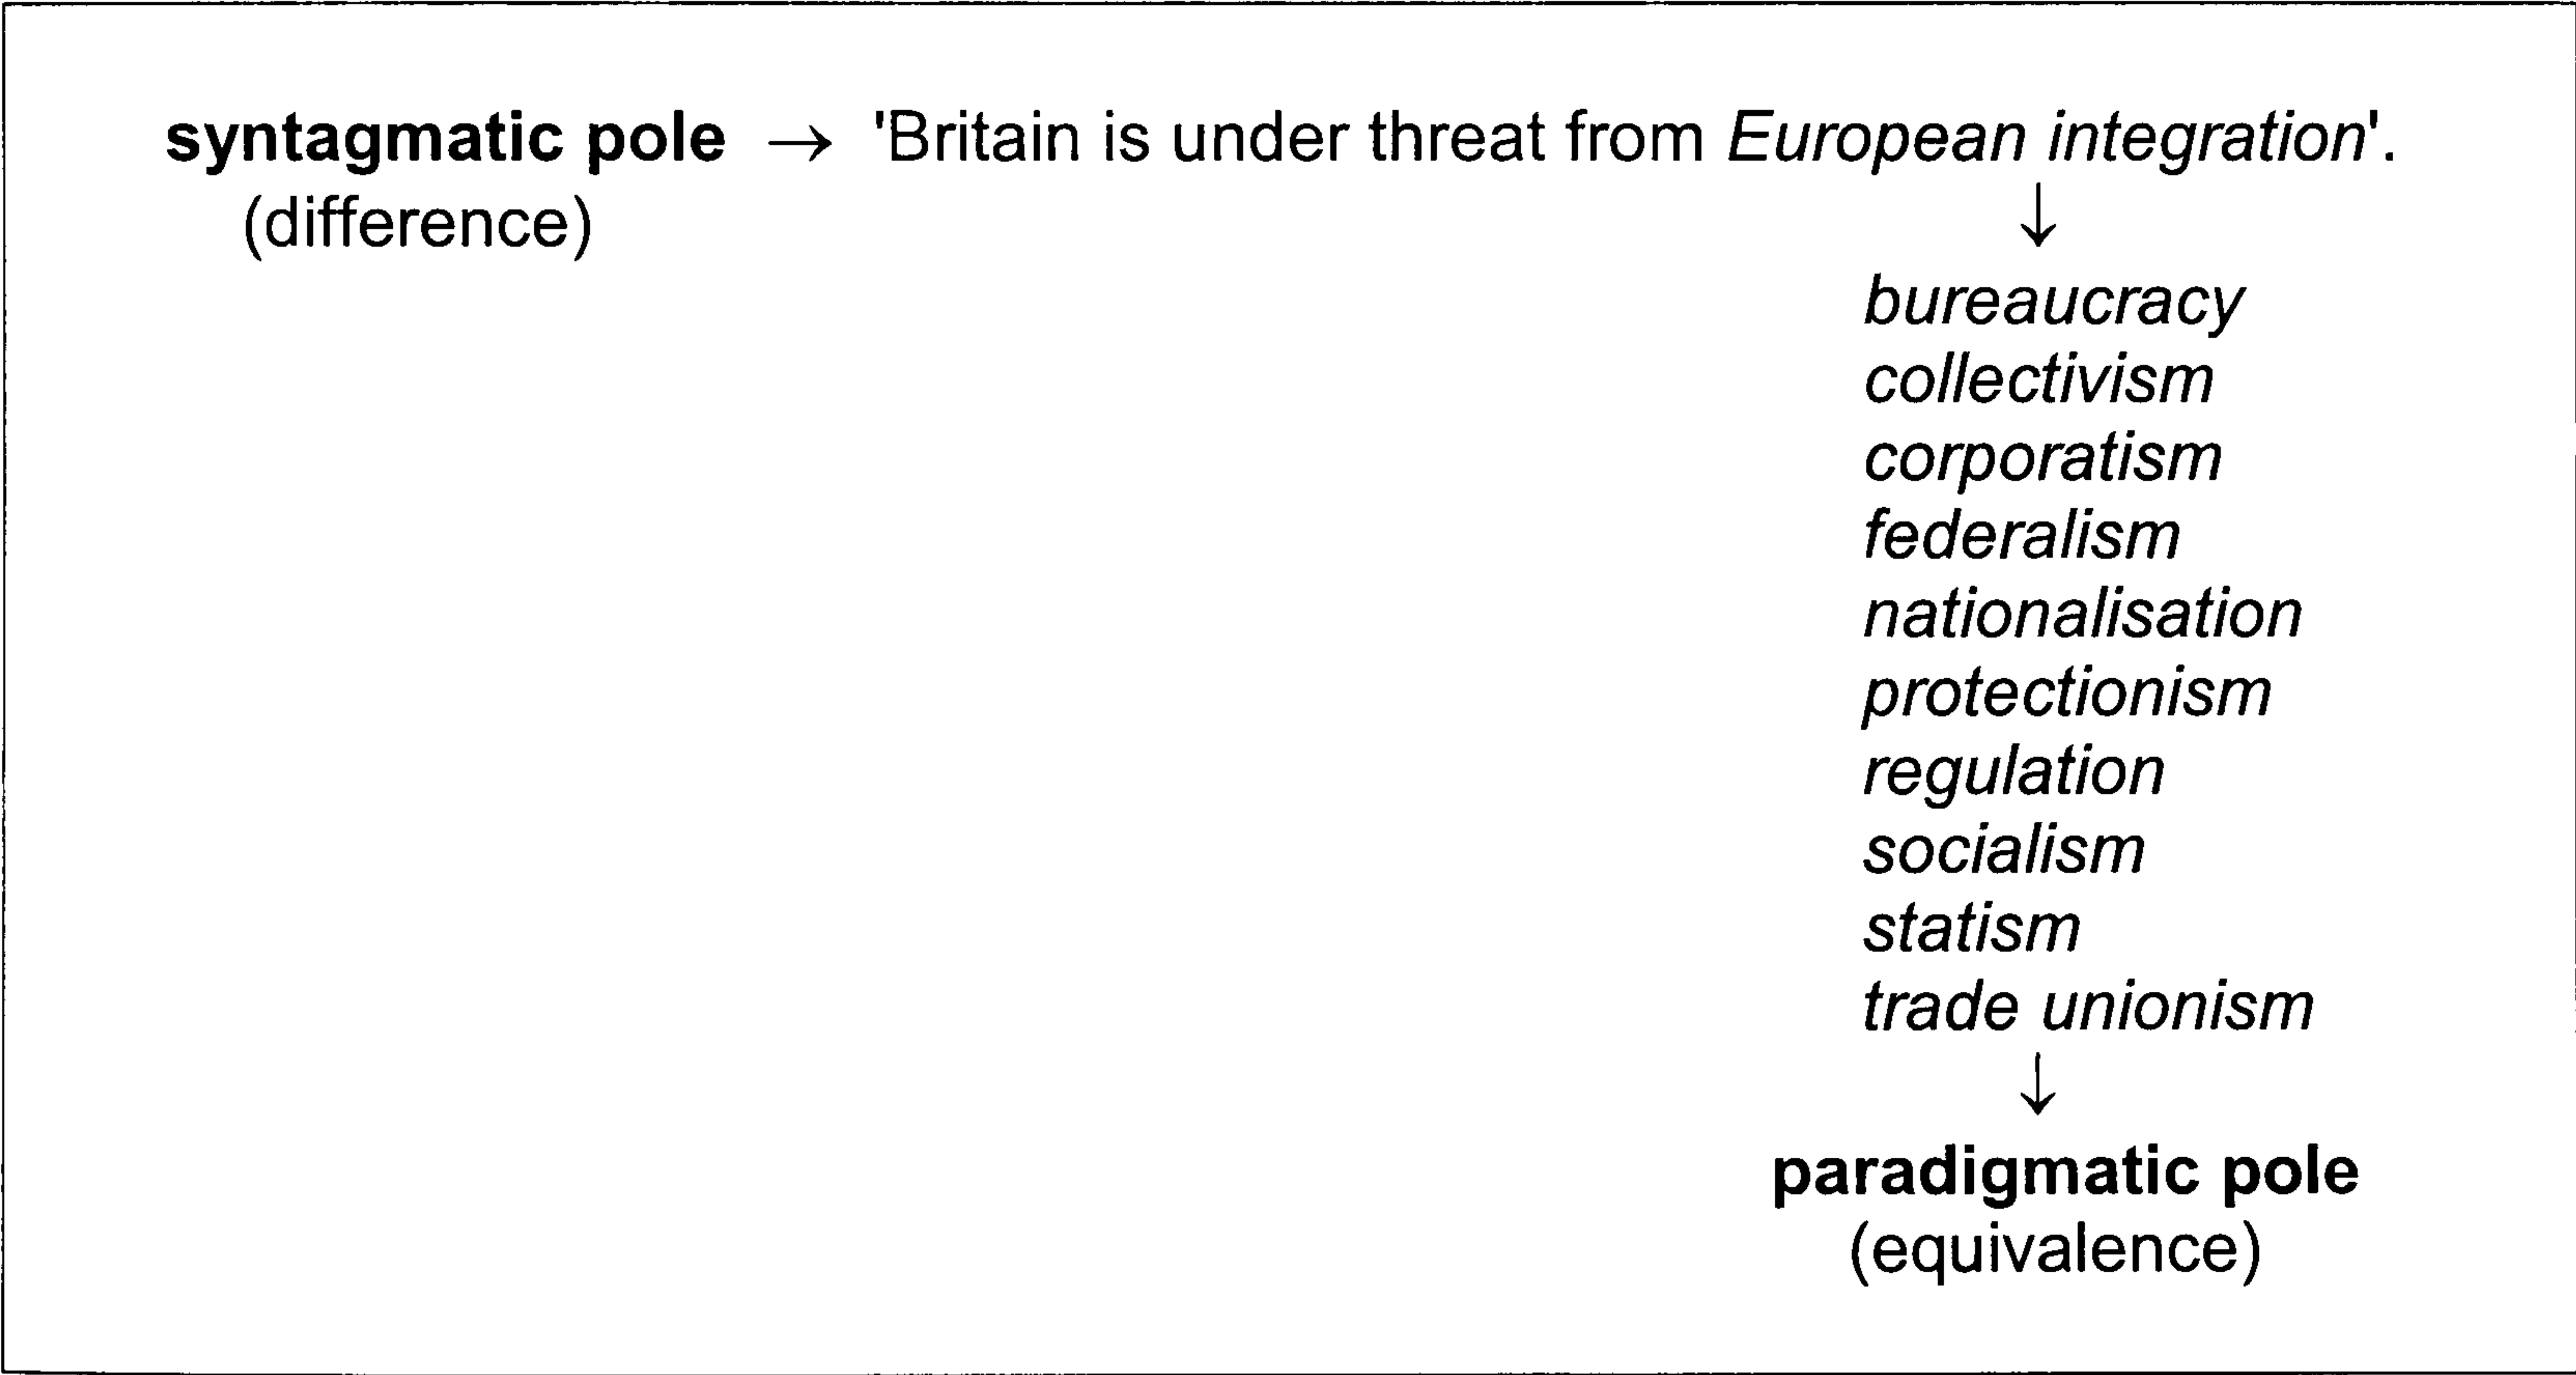 syntagmatic pole → 'Britain is under threat from European integration'.
(difference)
↓
bureaucracy
collectivism
corporatism
federalism
nationalisation
protectionism
regulation
socialism
statism
trade unionism
↓
paradigmatic pole
(equivalence)